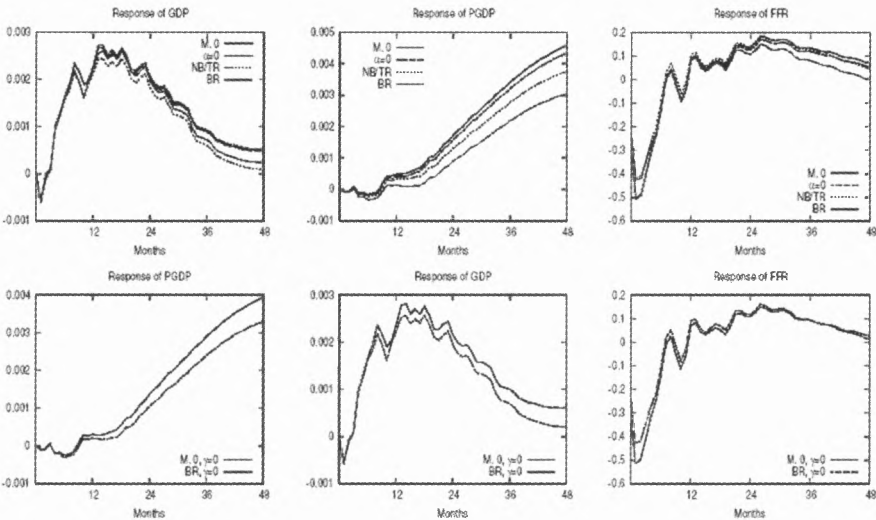 Response of GDP
0.003
0.002
0.001
0
-0.001
M, 0
α=0
NB/TR
BR
12
24
36
48
Months
Response of PGDP
0.005
0.004
0.003
0.002
0.001
0
-0.001
M, 0
α=0
NB/TR
BR
12
24
36
48
Months
Response of FFR
0.2
0.1
0
-0.1
-0.2
-0.3
-0.4
-0.5
-0.6
M, 0
α=0
NB/TR
BR
12
24
36
48
Months
Response of PGDP
0.004
0.003
0.002
0.001
0
-0.001
M, 0, γ=0
BR, γ=0
12
24
36
48
Months
Response of GDP
0.003
0.002
0.001
0
-0.001
M, 0, γ=0
BR, γ=0
12
24
36
48
Months
Response of FFR
0.2
0.1
0
-0.1
-0.2
-0.3
-0.4
-0.5
-0.6
M, 0, γ=0
BR, γ=0
12
24
36
48
Months